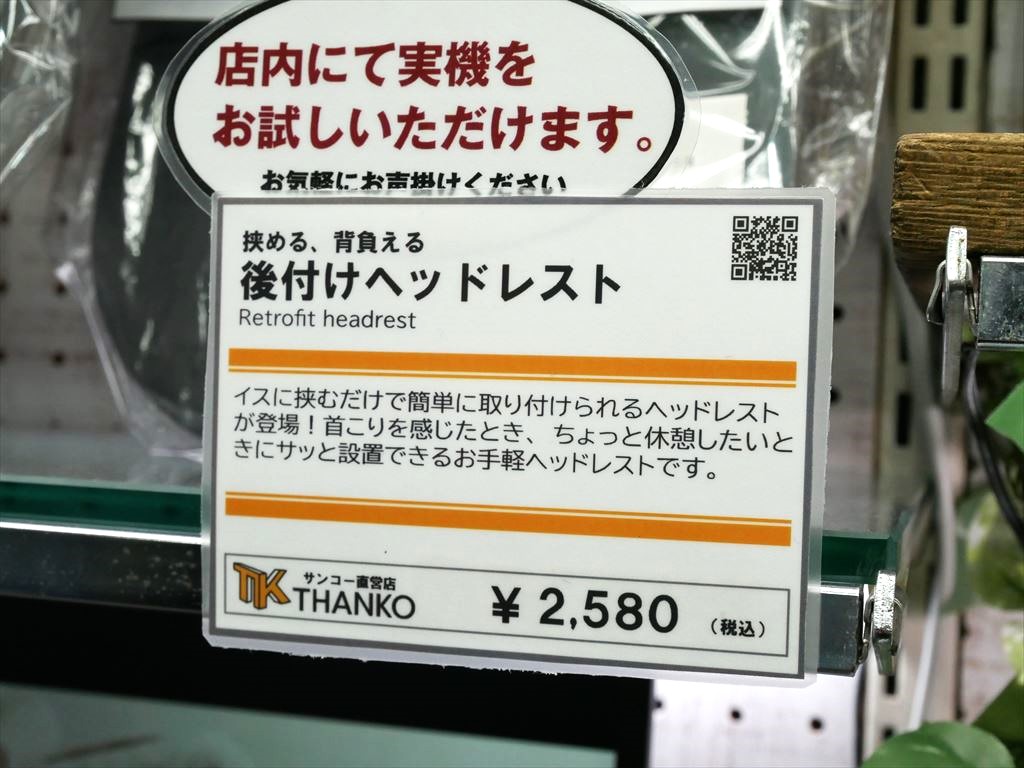 店内にて実機を
お試しいただけます。
お気軽にお声掛けください
挟める、背負える
後付けヘッドレスト
Retrofit headrest
イスに挟むだけで簡単に取り付けられるヘッドレスト
が登場！首こりを感じたとき、ちょっと休憩したいと
きにサッと設置できるお手軽ヘッドレストです。
TK サンコー直営店
THANKO
¥ 2,580 (税込)